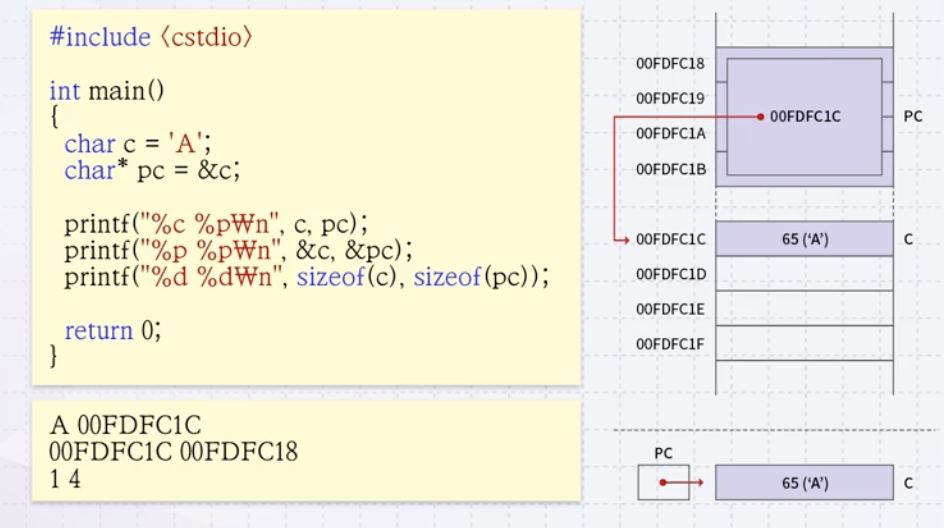 #include 〈cstdio〉
int main()
{
char c = 'A';
char* pc = &c;
printf("%c %p₩n", c, pc);
printf("%p %p₩n", &c, &pc);
printf("%d %d₩n", sizeof(c), sizeof(pc));
return 0;
}
A 00FDFC1C
00FDFC1C 00FDFC18
1 4
00FDFC18
00FDFC19
00FDFC1C PC
00FDFC1A
00FDFC1B
00FDFC1C 65 (‘A’) C
00FDFC1D
00FDFC1E
00FDFC1F
PC
65 (‘A’) C